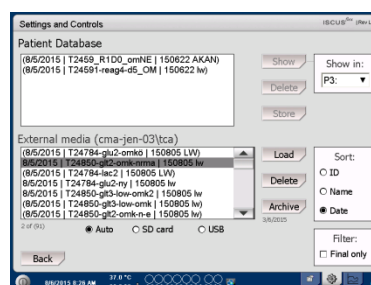 Settings and Controls
ISCUS
Patient Database
(8/5/2015 | T2459_R1D0_omNE | 150622 AKAN)
(8/5/2015 | T24591-reag4-d5_OM | 150622 lw)
Show
Delete
Store
Show in:
P3:
External media (cma-jen-03\tca)
(8/5/2015 | T24784-glu2-omkö | 150805 LW)
8/5/2015 | T24850-glt2-omk-nrma | 150805 lw
(8/5/2015 | T24784-lac2 | 150805 LW)
(8/5/2015 | T24850-glt3-low-omk2 | 150805 lw
(8/5/2015 | T24784-glu2-ny | 150805 lw)
(8/5/2015 | T24850-glt3-low-omk | 150805 lw
(8/5/2015 | T24850-glt2-omk-n-e | 150805 lw
Load
Delete
Archive
3/6/2015
Sort:
ID
Name
Date
2 of (91)
Auto
SD card
USB
Filter:
Final only
Back
8/8/2015 8:26 AM
37.0 °C